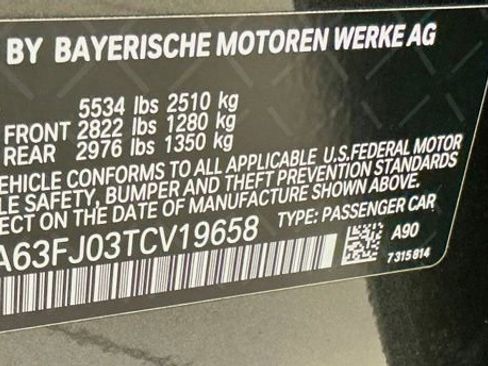 BY BAYERISCHE MOTOREN WERKE AG
5534 lbs 2510 kg
FRONT 2822 lbs 1280 kg
REAR 2976 lbs 1350 kg
VEHICLE CONFORMS TO ALL APPLICABLE U.S.FEDERAL MOTOR
LE SAFETY, BUMPER AND THEFT PREVENTION STANDARDS
ECT ON THE DATE OF MANUFACTURE SHOWN ABOVE.
A63FJ03TCV19658 TYPE: PASSENGER CAR
A90
7315814